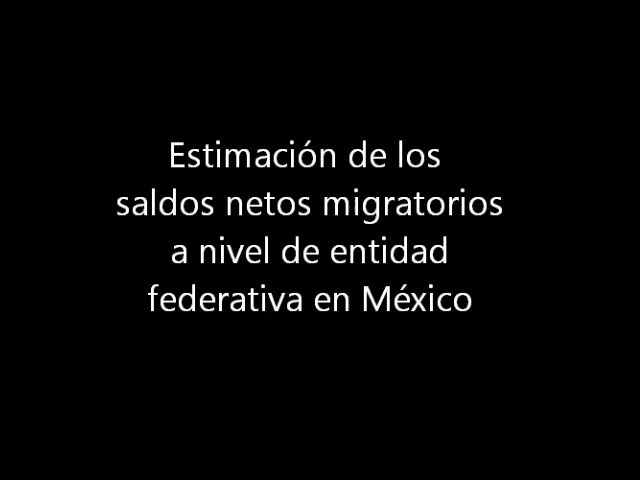 Estimación de los
saldos netos migratorios
a nivel de entidad
federativa en México